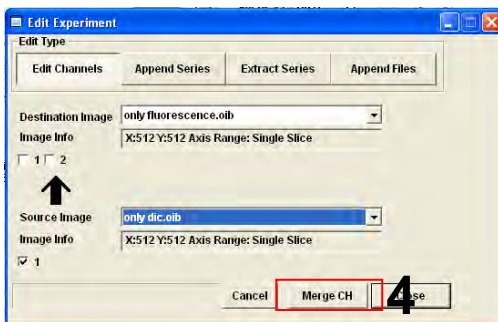 Edit Experiment
Edit Type
Edit Channels Append Series Extract Series Append Files
Destination Image only fluorescence.oib
Image Info X:512 Y:512 Axis Range: Single Slice
1 2
Source Image only dic.oib
Image Info X:512 Y:512 Axis Range: Single Slice
1
Cancel Merge CH 4